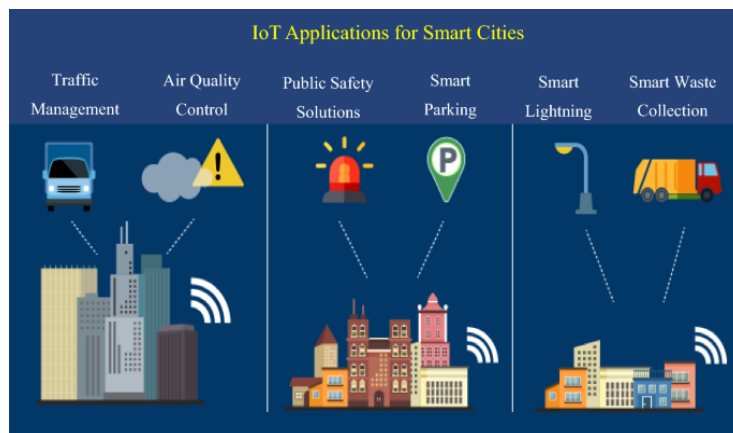 IoT Applications for Smart Cities
Traffic
Management
Air Quality
Control
Public Safety
Solutions
Smart
Parking
Smart
Lightning
Smart Waste
Collection
P